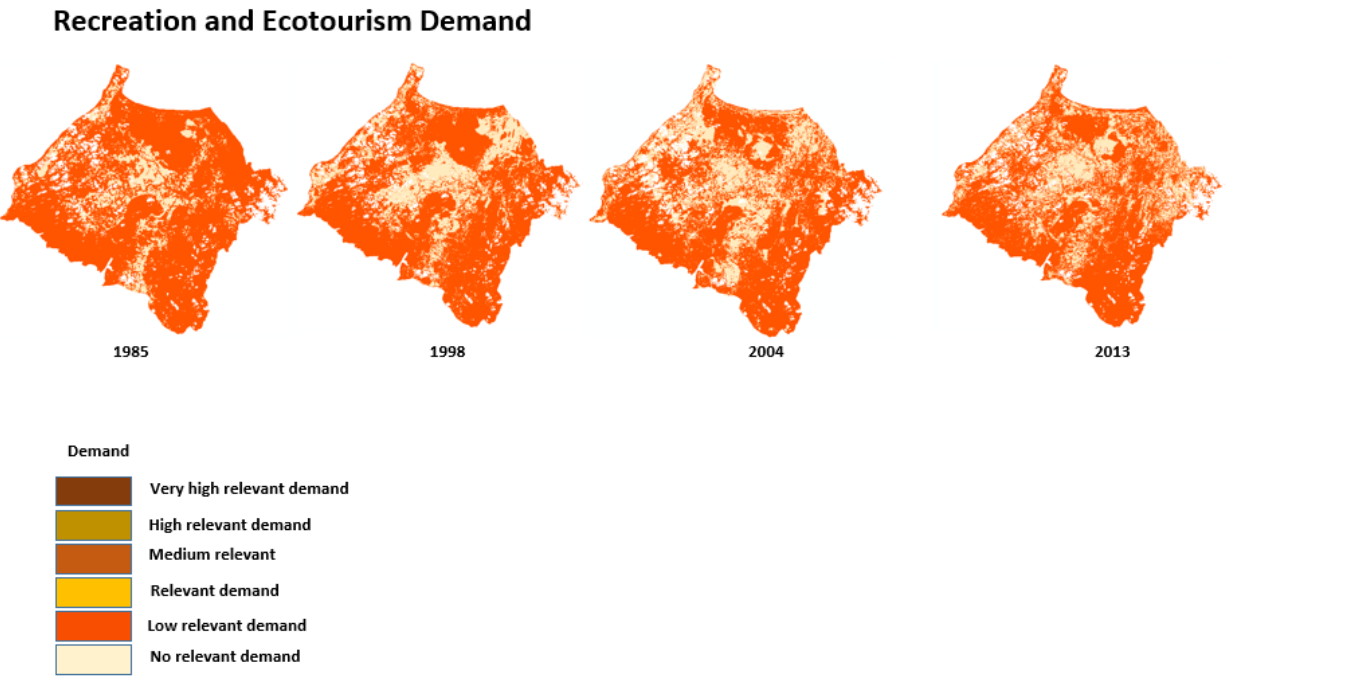 Recreation and Ecotourism Demand
1985
1998
2004
2013
Demand
Very high relevant demand
High relevant demand
Medium relevant
Relevant demand
Low relevant demand
No relevant demand